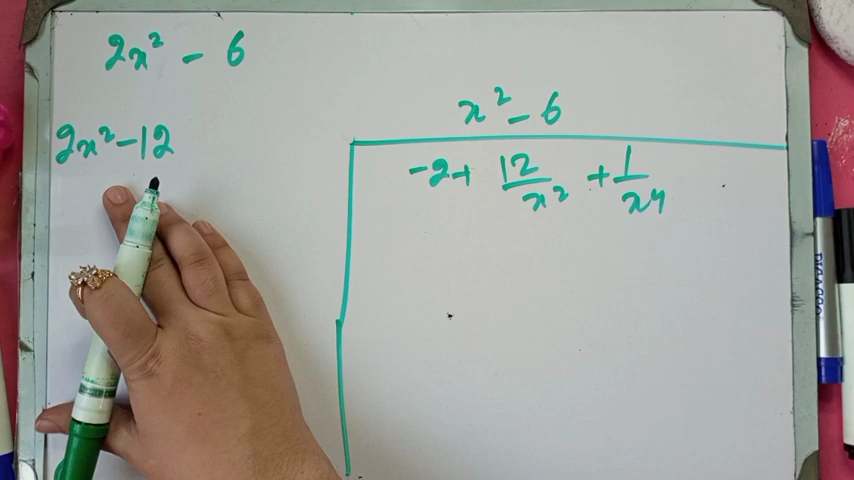 2x² - 6
2x² - 12
x² - 6
-2 + 12/x² + 1/x⁴